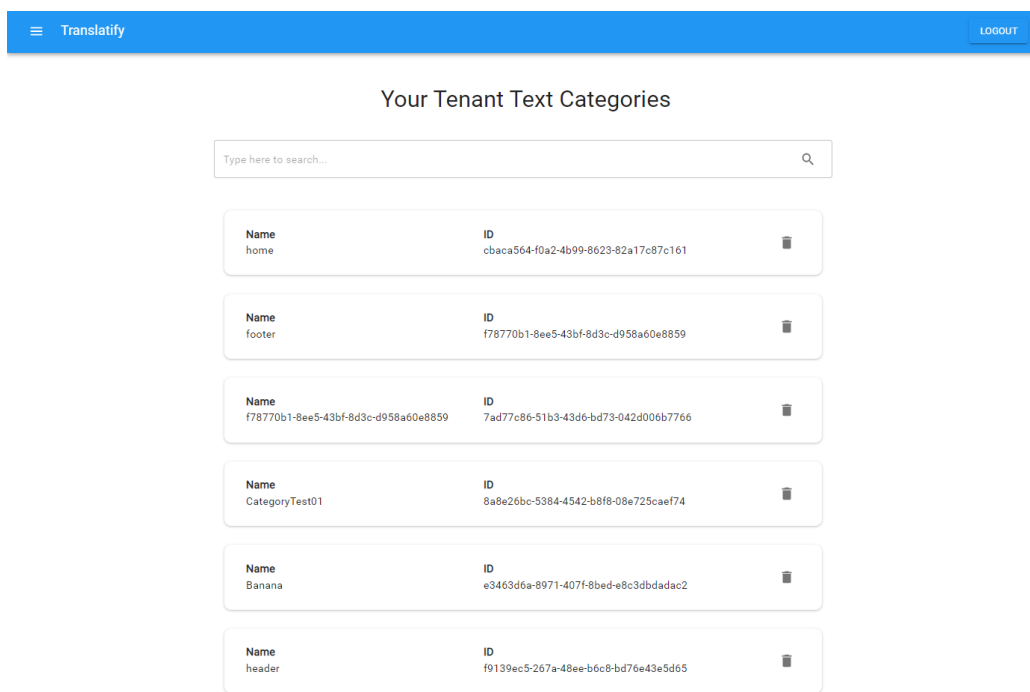 Translatify
LOGOUT
Your Tenant Text Categories
Type here to search...
Name ID
home cbaca564-f0a2-4b99-8623-82a17c87c161
Name ID
footer f78770b1-8ee5-43bf-8d3c-d958a60e8859
Name ID
f78770b1-8ee5-43bf-8d3c-d958a60e8859 7ad77c86-51b3-43d6-bd73-042d006b7766
Name ID
CategoryTest01 8a8e26bc-5384-4542-b8f8-08e725caef74
Name ID
Banana e3463d6a-8971-407f-8bed-e8c3dbdadac2
Name ID
header f9139ec5-267a-48ee-b6c8-bd76e43e5d65